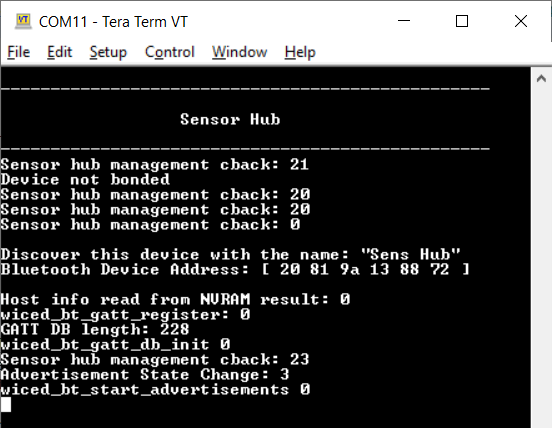 COM11 - Tera Term VT
File Edit Setup Control Window Help
--------------------------------------------------
Sensor Hub
--------------------------------------------------
Sensor hub management cback: 21
Device not bonded
Sensor hub management cback: 20
Sensor hub management cback: 20
Sensor hub management cback: 0
Discover this device with the name: "Sens Hub"
Bluetooth Device Address: [ 20 81 9a 13 88 72 ]
Host info read from NVRAM result: 0
wiced_bt_gatt_register: 0
GATT DB length: 228
wiced_bt_gatt_db_init 0
Sensor hub management cback: 23
Advertisement State Change: 3
wiced_bt_start_advertisements 0